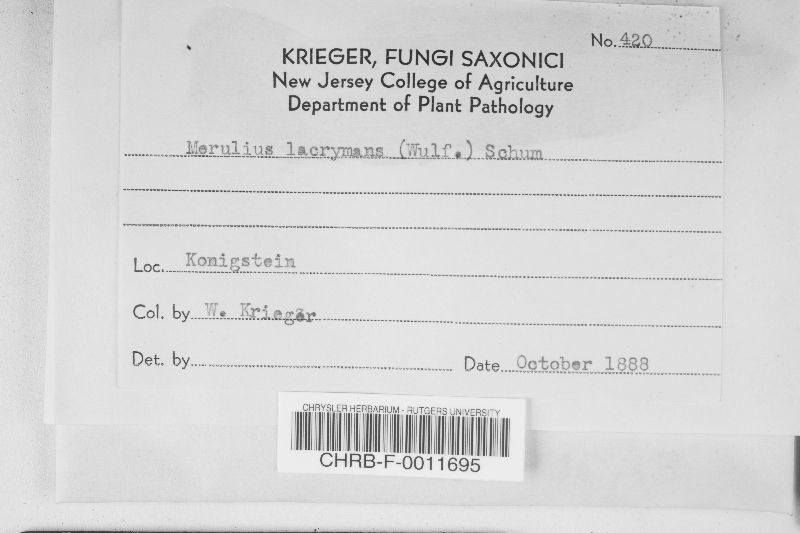 No. 420
KRIEGER, FUNGI SAXONICI
New Jersey College of Agriculture
Department of Plant Pathology
Merulius lacrymans (Wulf.) Schum
Loc. Konigstein
Col. by W. Krieger
Det. by
Date October 1888
CHRYSLER HERBARIUM - RUTGERS UNIVERSITY
CHRB-F-0011695